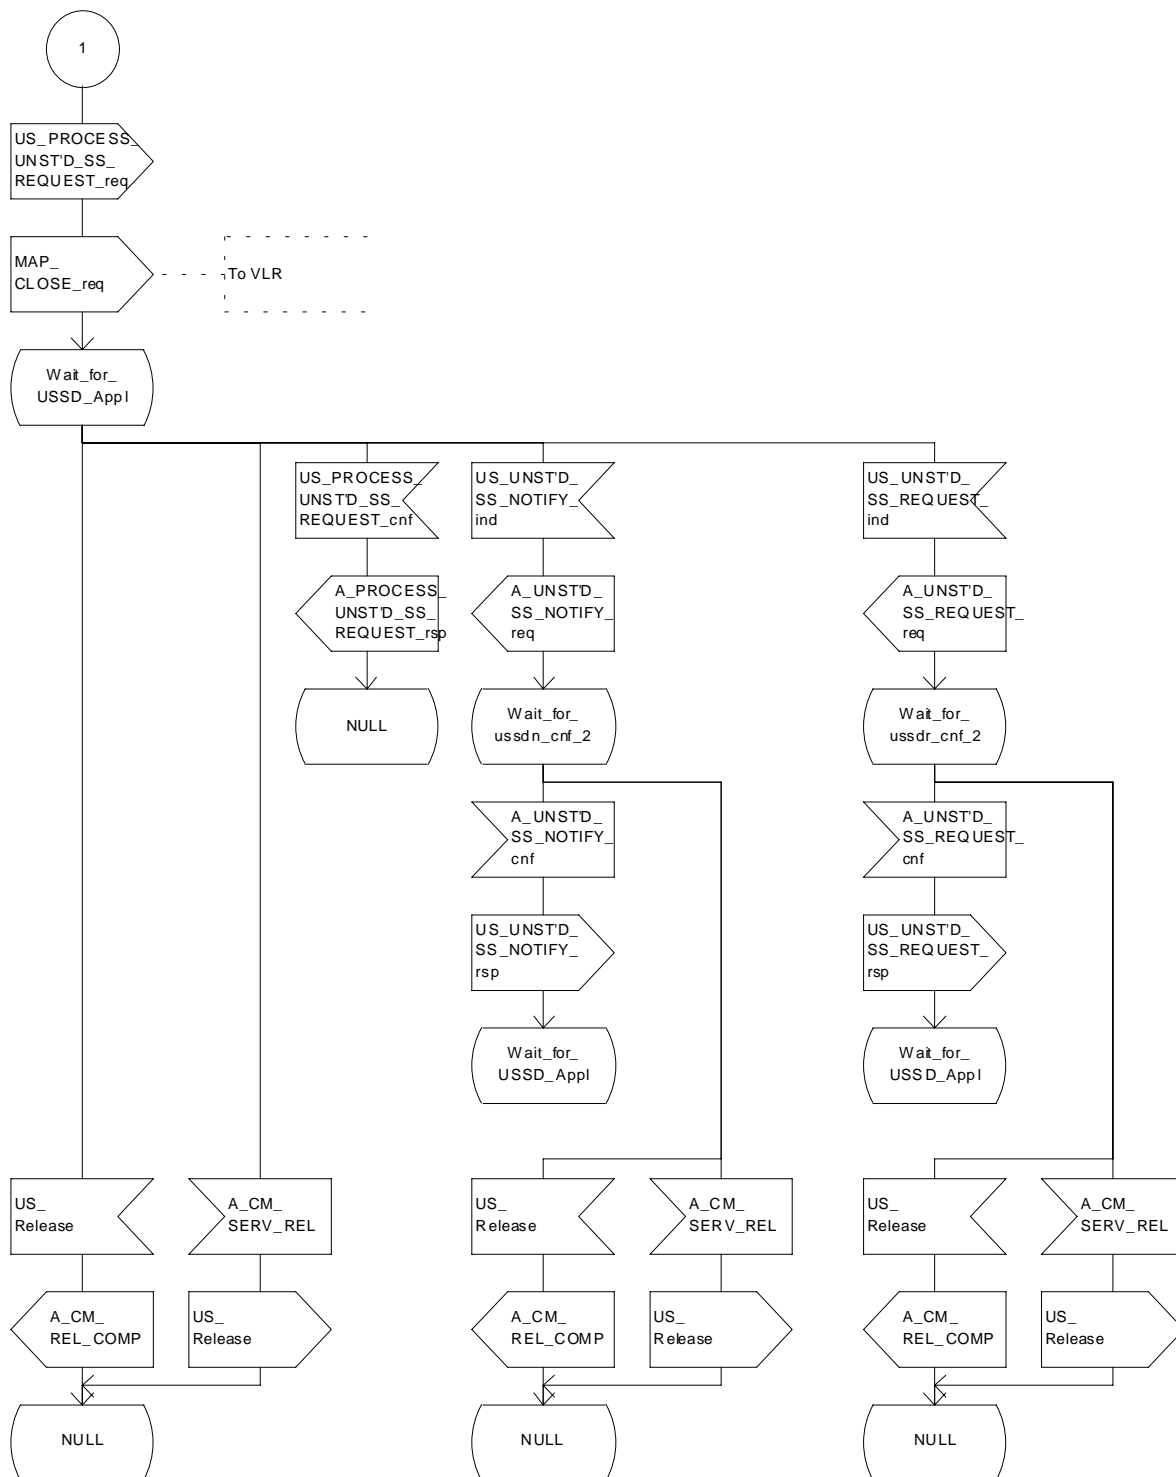 1
US_PROCESS_
UNST'D_SS_
REQUEST_req
MAP_
CLOSE_req
To VLR
Wait_for_
USSD_Appl
US_PROCESS_
UNST'D_SS_
REQUEST_cnf
US_UNST'D_
SS_NOTIFY_
ind
US_UNST'D_
SS_REQUEST_
ind
A_PROCESS_
UNST'D_SS_
REQUEST_rsp
A_UNST'D_
SS_NOTIFY_
req
A_UNST'D_
SS_REQUEST_
req
NULL
Wait_for_
ussdn_cnf_2
Wait_for_
ussdr_cnf_2
A_UNST'D_
SS_NOTIFY_
cnf
A_UNST'D_
SS_REQUEST_
cnf
US_UNST'D_
SS_NOTIFY_
rsp
US_UNST'D_
SS_REQUEST_
rsp
Wait_for_
USSD_Appl
Wait_for_
USSD_Appl
US_
Release
A_CM_
SERV_REL
US_
Release
A_CM_
SERV_REL
US_
Release
A_CM_
SERV_REL
A_CM_
REL_COMP
US_
Release
A_CM_
REL_COMP
US_
Release
A_CM_
REL_COMP
US_
Release
NULL
NULL
NULL